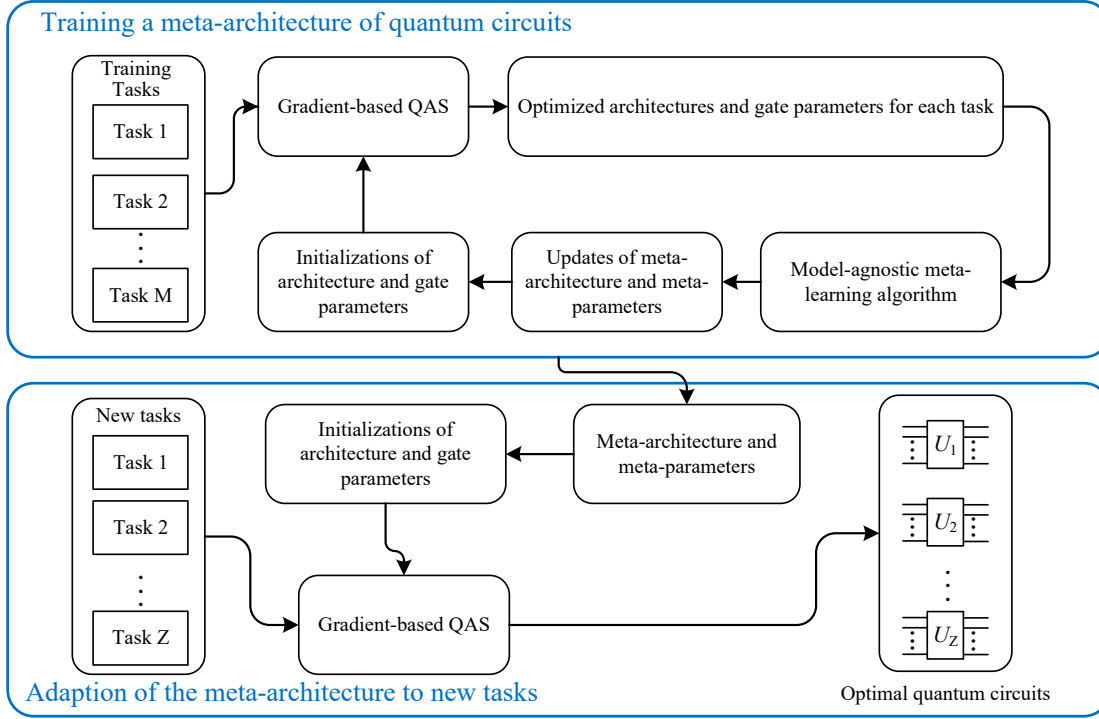 Training a meta-architecture of quantum circuits
Training
Tasks
Task 1
Task 2
Task M
Gradient-based QAS
Optimized architectures and gate parameters for each task
Initializations of
architecture and gate
parameters
Updates of meta-
architecture and meta-
parameters
Model-agnostic meta-
learning algorithm
New tasks
Task 1
Task 2
Task Z
Initializations of
architecture and gate
parameters
Meta-architecture and
meta-parameters
Gradient-based QAS
U1
U2
UZ
Optimal quantum circuits
Adaption of the meta-architecture to new tasks